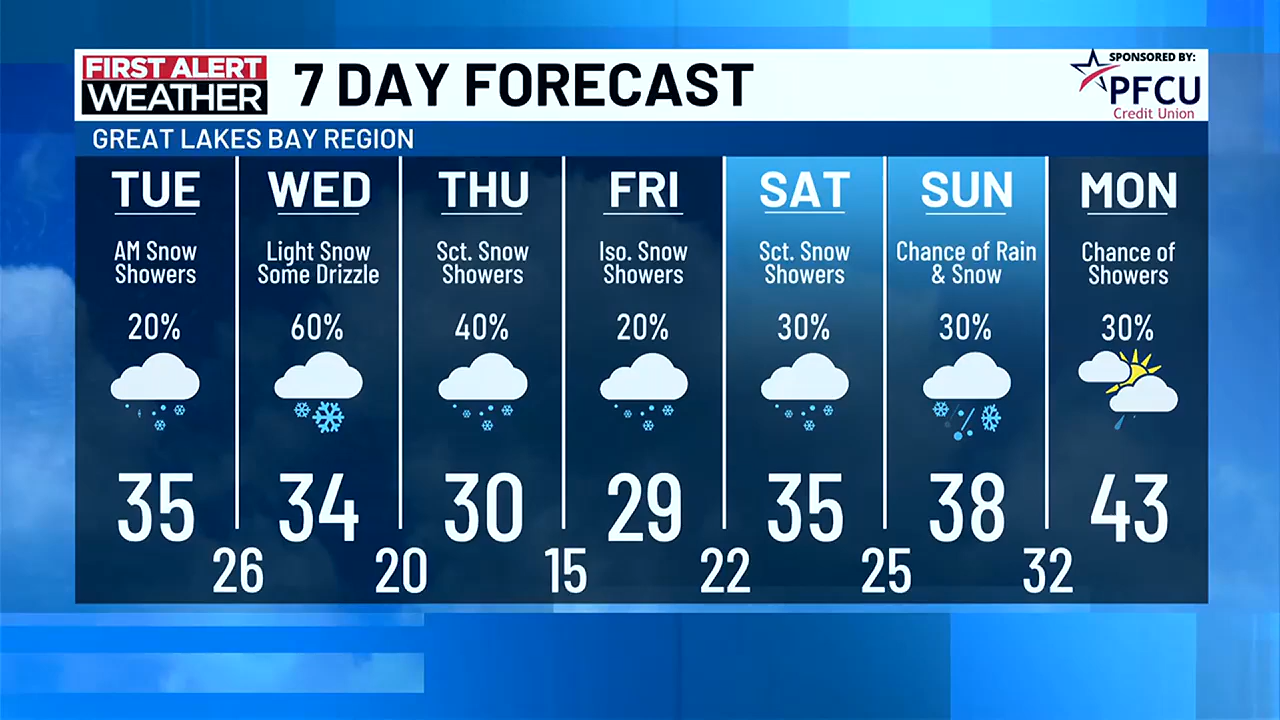 FIRST ALERT
WEATHER
7 DAY FORECAST
SPONSORED BY:
PFCU
Credit Union
GREAT LAKES BAY REGION
TUE
AM Snow
Showers
20%
35
26
WED
Light Snow
Some Drizzle
60%
34
20
THU
Sct. Snow
Showers
40%
30
15
FRI
Iso. Snow
Showers
20%
29
22
SAT
Sct. Snow
Showers
30%
35
25
SUN
Chance of Rain
& Snow
30%
38
32
MON
Chance of
Showers
30%
43